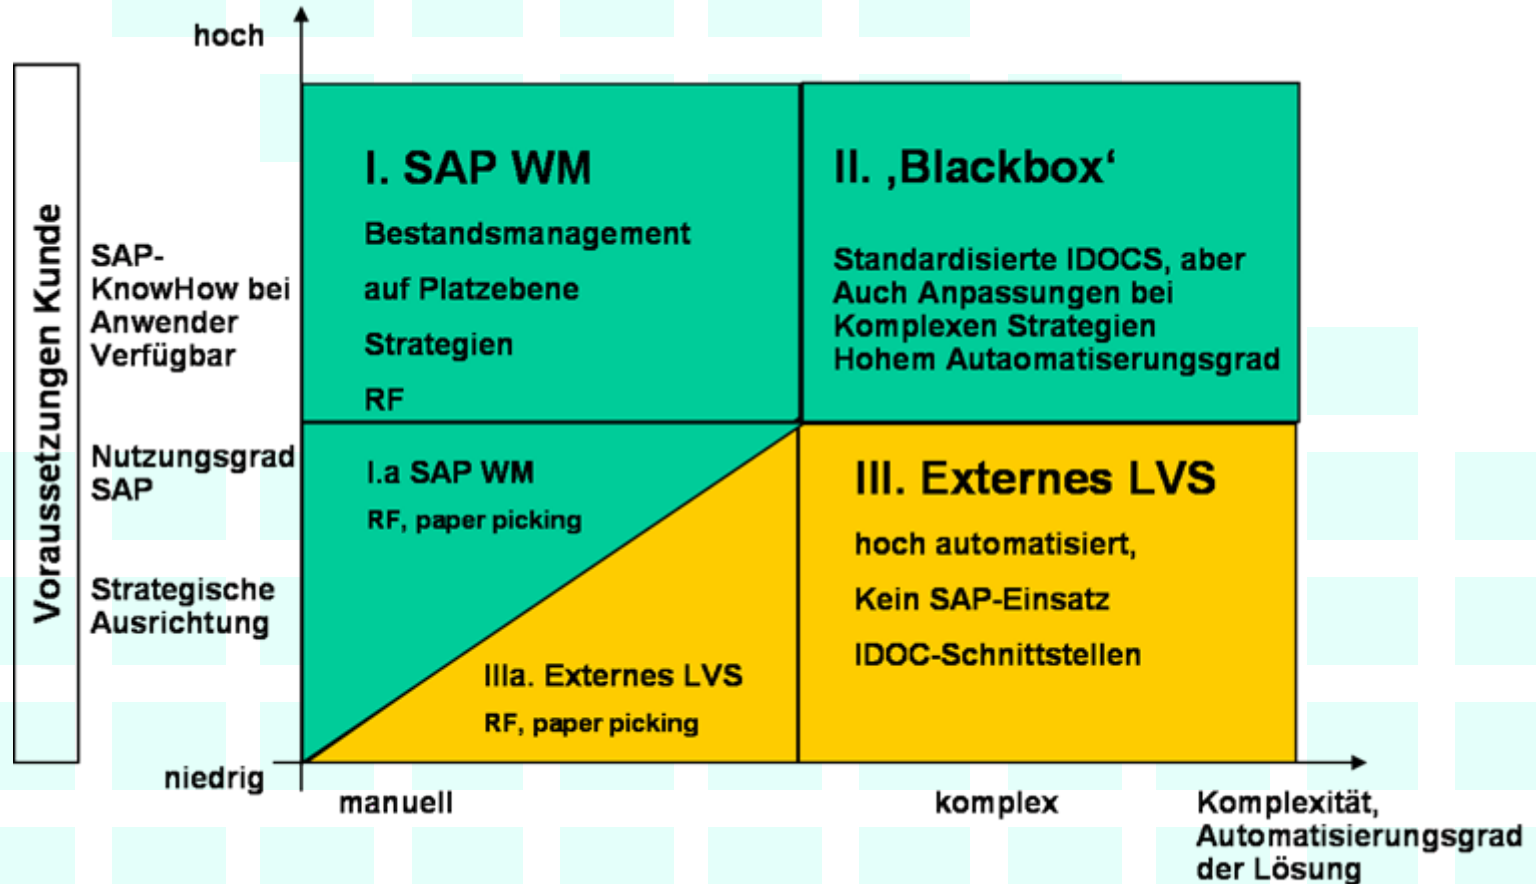 hoch
Voraussetzungen Kunde
SAP-
KnowHow bei
Anwender
Verfügbar
Nutzungsgrad
SAP
Strategische
Ausrichtung
niedrig
I. SAP WM
Bestandsmanagement
auf Platzebene
Strategien
RF
II. ‚Blackbox‘
Standardisierte IDOCS, aber
Auch Anpassungen bei
Komplexen Strategien
Hohem Autaomatiserungsgrad
I.a SAP WM
RF, paper picking
IIIa. Externes LVS
RF, paper picking
III. Externes LVS
hoch automatisiert,
Kein SAP-Einsatz
IDOC-Schnittstellen
manuell
komplex
Komplexität,
Automatisierungsgrad
der Lösung